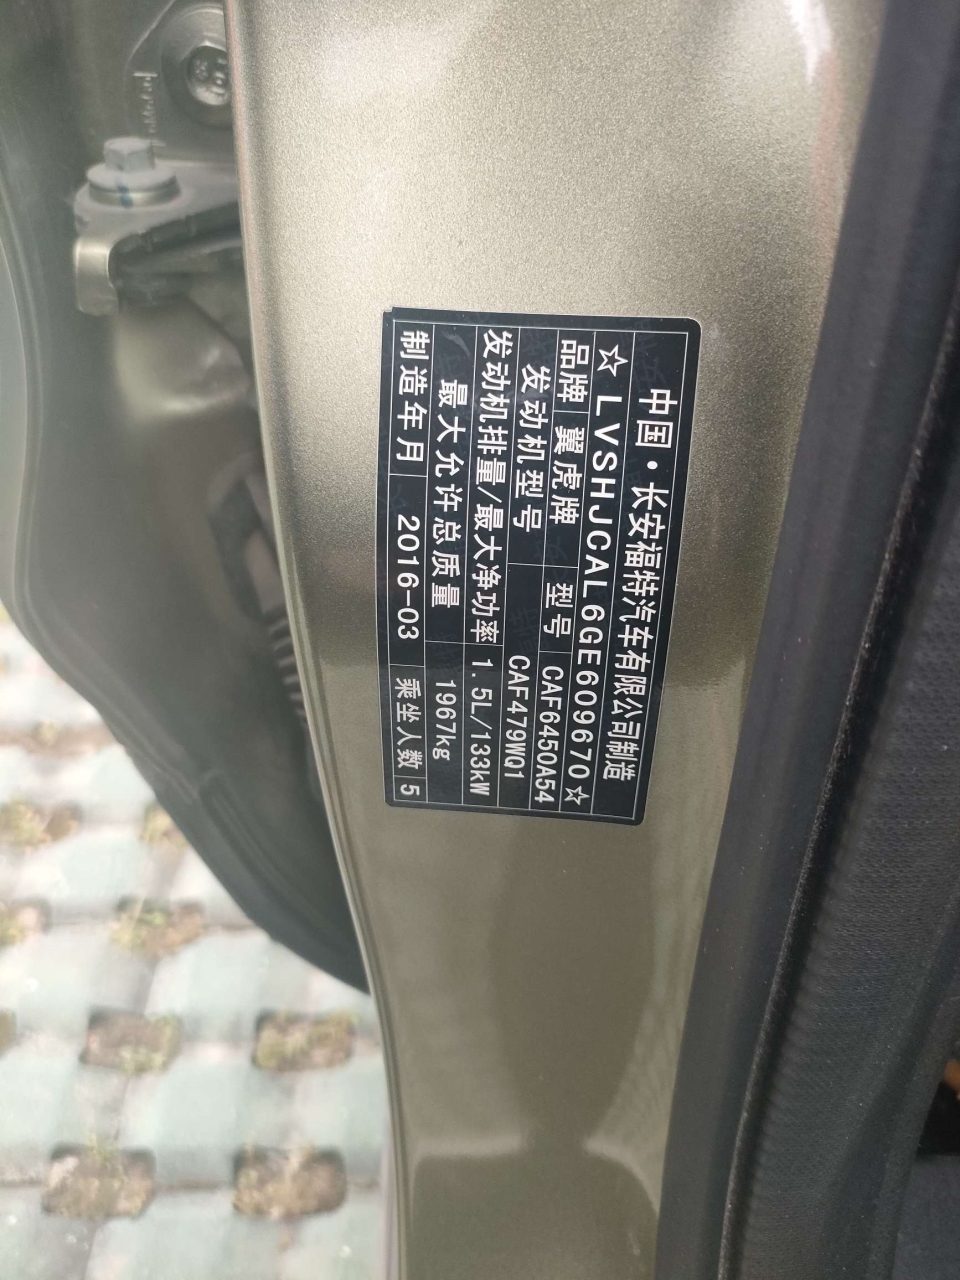 中国·长安福特汽车有限公司制造
☆LVSHJCAL6GE609670☆
品牌 翼虎牌 型号 CAF6450A54
发动机型号 CAF479WQ1
发动机排量/最大净功率 1.5L/133kW
最大允许总质量 1967kg
制造年月 2016-03 乘坐人数 5